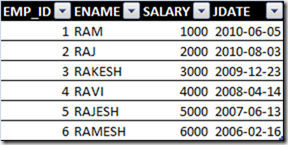 EMP_ID ENAME SALARY JDATE
1 RAM 1000 2010-06-05
2 RAJ 2000 2010-08-03
3 RAKESH 3000 2009-12-23
4 RAVI 4000 2008-04-14
5 RAJESH 5000 2007-06-13
6 RAMESH 6000 2006-02-16